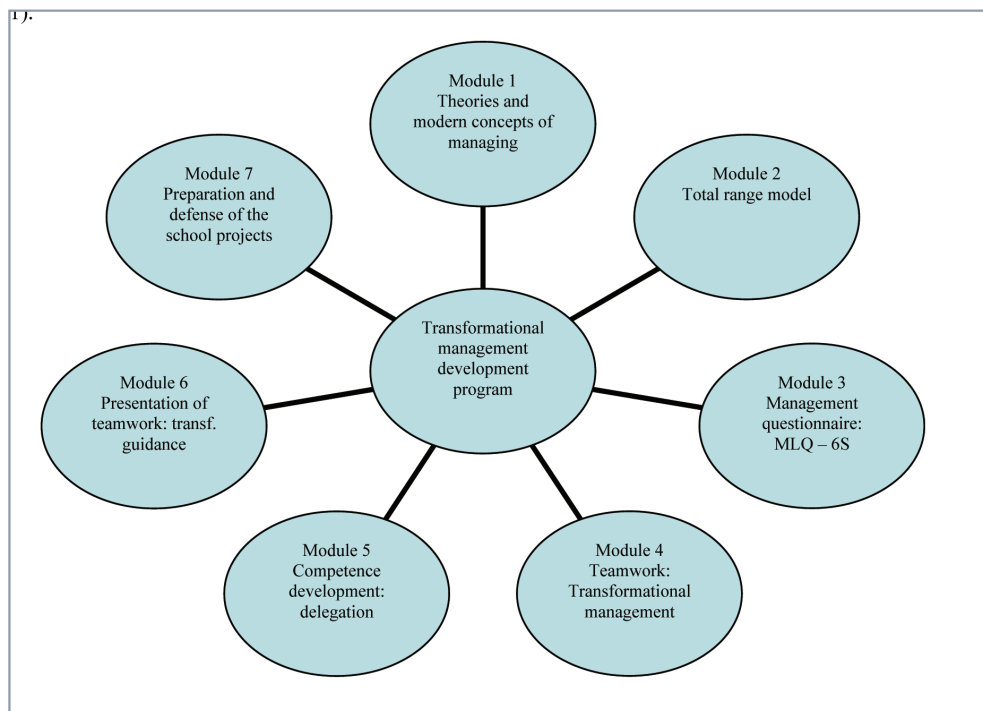 1).
Module 1
Theories and
modern concepts of
managing
Module 2
Total range model
Module 3
Management
questionnaire:
MLQ – 6S
Module 4
Teamwork:
Transformational
management
Module 5
Competence
development:
delegation
Module 6
Presentation of
teamwork: transf.
guidance
Module 7
Preparation and
defense of the
school projects
Transformational
management
development
program